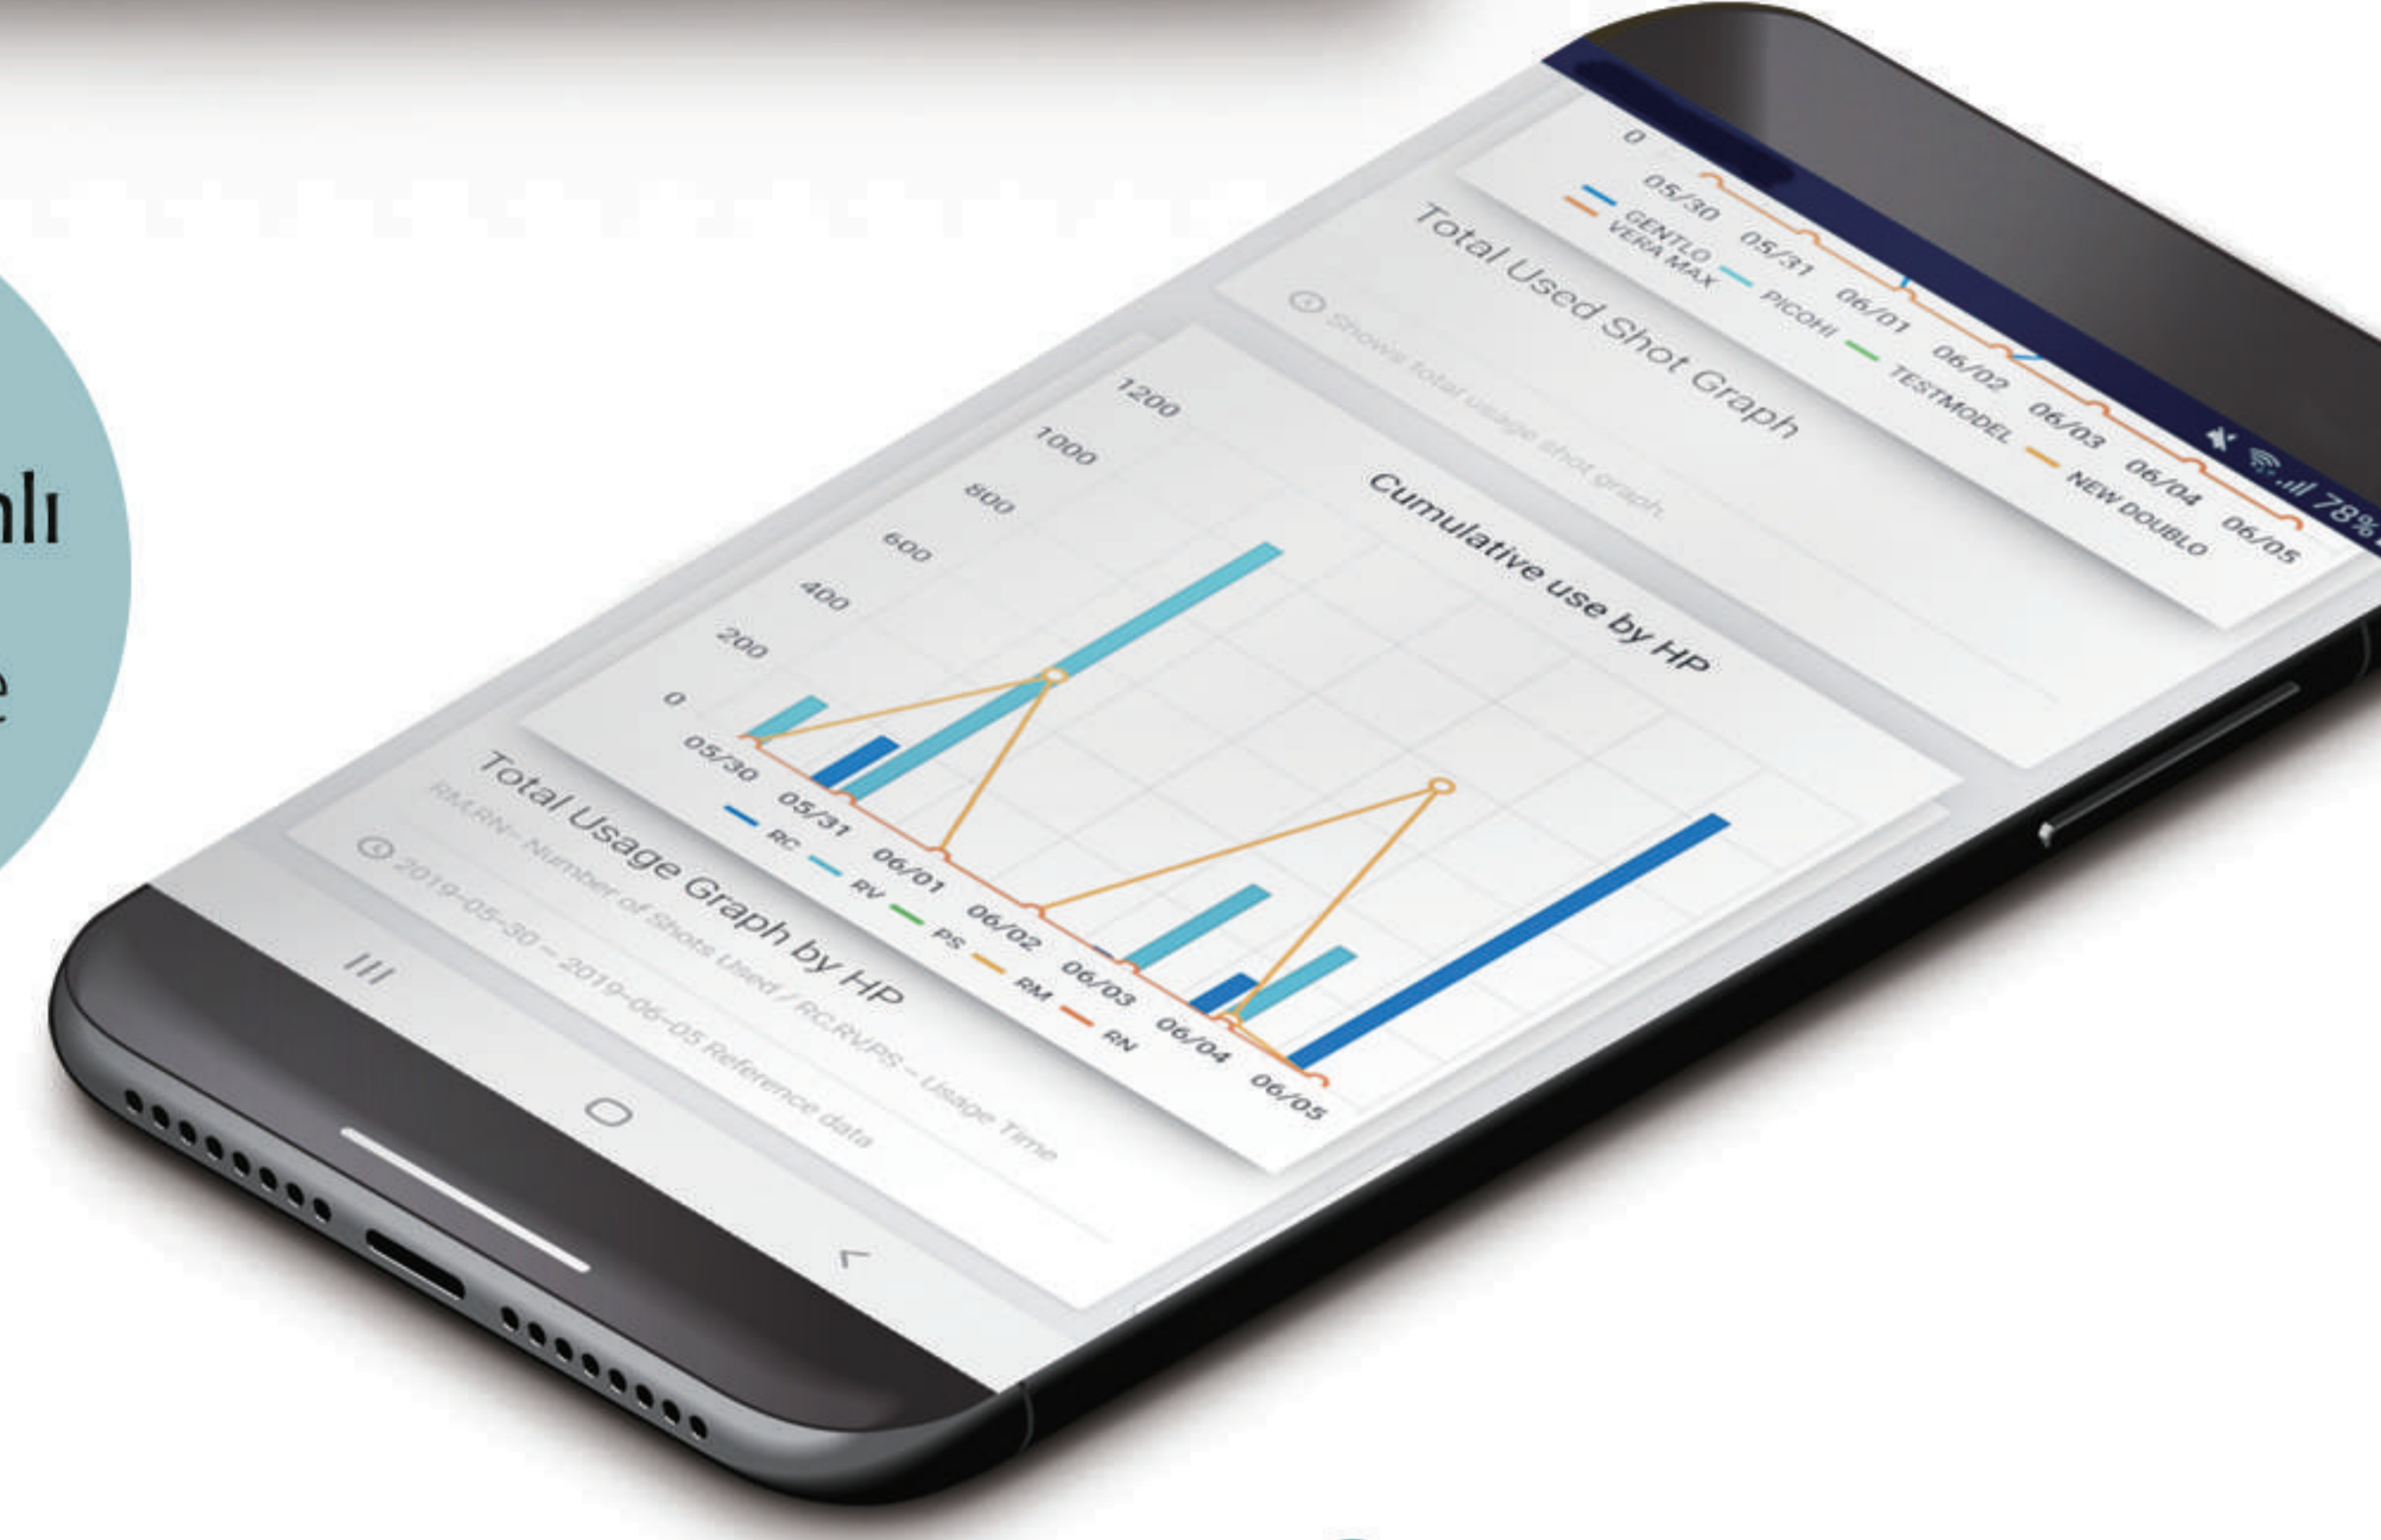 nlı
e
78%
0
05/30 05/31 06/01 06/02 06/03 06/04 06/05
GENTLO PICOHI TESTMODEL NEW DOUBLO
VERA MAX
Total Used Shot Graph
Shows total usage shot graph.
Cumulative use by HP
1200
1000
800
600
400
200
0
05/30 05/31 06/01 06/02 06/03 06/04 06/05
RC RV PS RM RN
Total Usage Graph by HP
RM,RN- Number of Shots Used / RC,RV,PS - Usage Time
2019-05-30 ~ 2019-06-05 Reference data